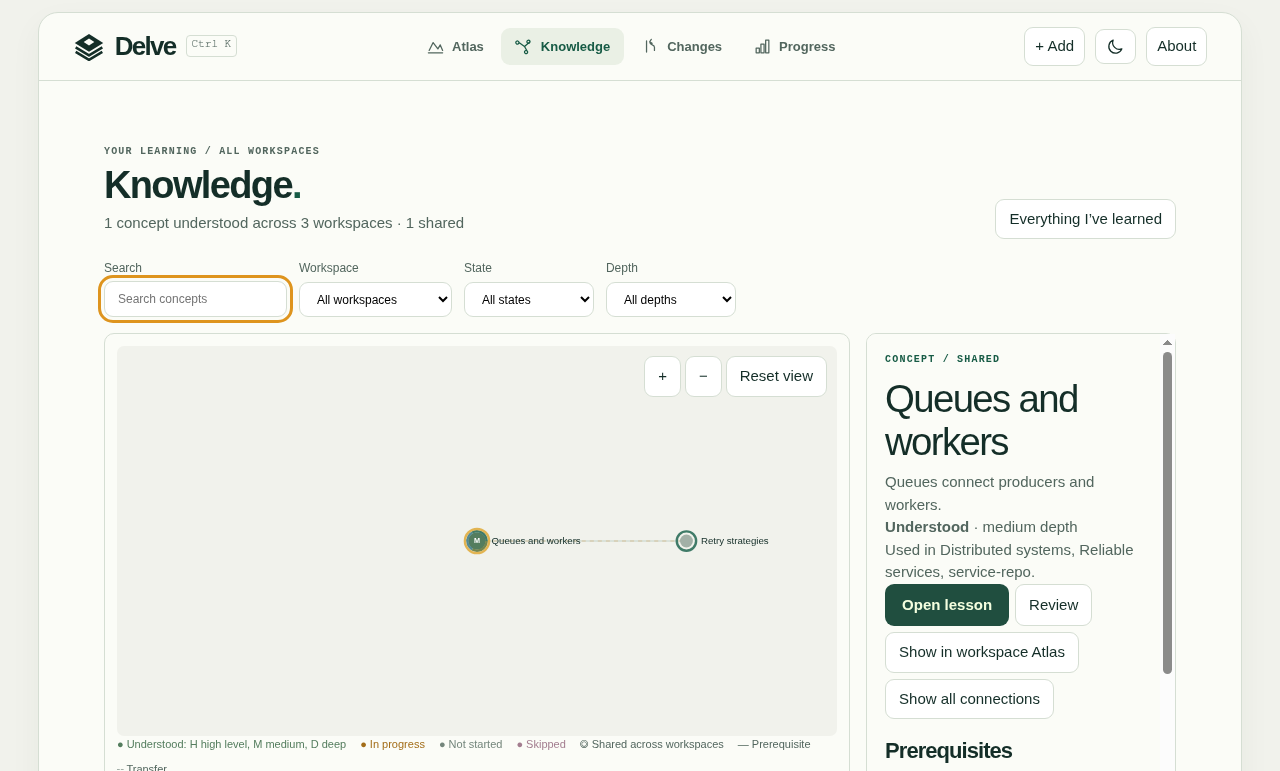 Delve
Ctrl K
Atlas
Knowledge
Changes
Progress
+ Add
About
YOUR LEARNING / ALL WORKSPACES
Knowledge.
1 concept understood across 3 workspaces · 1 shared
Everything I've learned
Search
Workspace
State
Depth
Search concepts
All workspaces
All states
All depths
+
−
Reset view
M
Queues and workers
Retry strategies
● Understood: H high level, M medium, D deep
● In progress
● Not started
● Skipped
◎ Shared across workspaces
— Prerequisite
-- Transfer
CONCEPT / SHARED
Queues and
workers
Queues connect producers and
workers.
Understood · medium depth
Used in Distributed systems, Reliable
services, service-repo.
Open lesson
Review
Show in workspace Atlas
Show all connections
Prerequisites